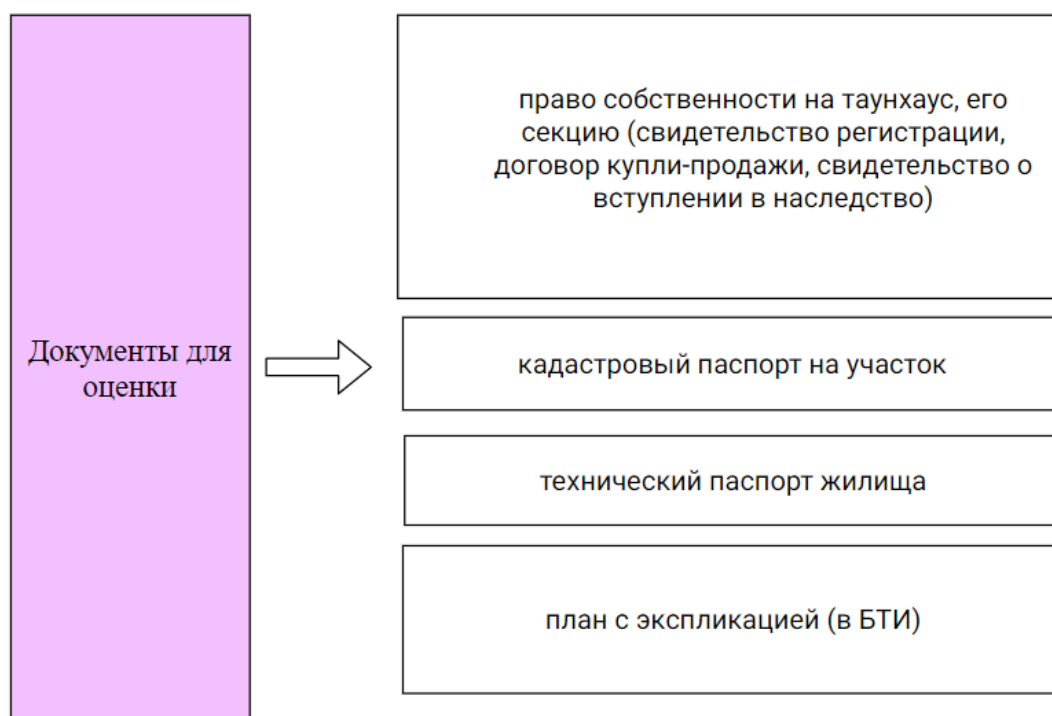 Документы для
оценки
право собственности на таунхаус, его
секцию (свидетельство регистрации,
договор купли-продажи, свидетельство о
вступлении в наследство)
кадастровый паспорт на участок
технический паспорт жилища
план с экспликацией (в БТИ)